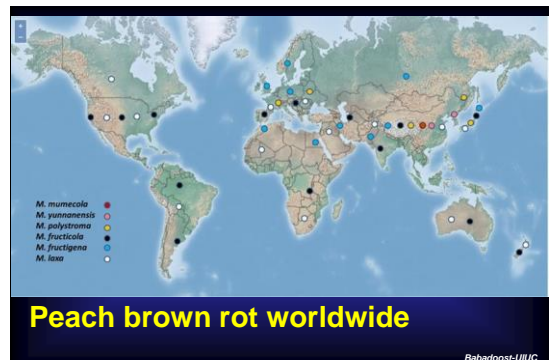 M. mumecola
M. yunnanensis
M. polystroma
M. fructicola
M. fructigena
M. laxa
Peach brown rot worldwide
Babadoost-UIUC